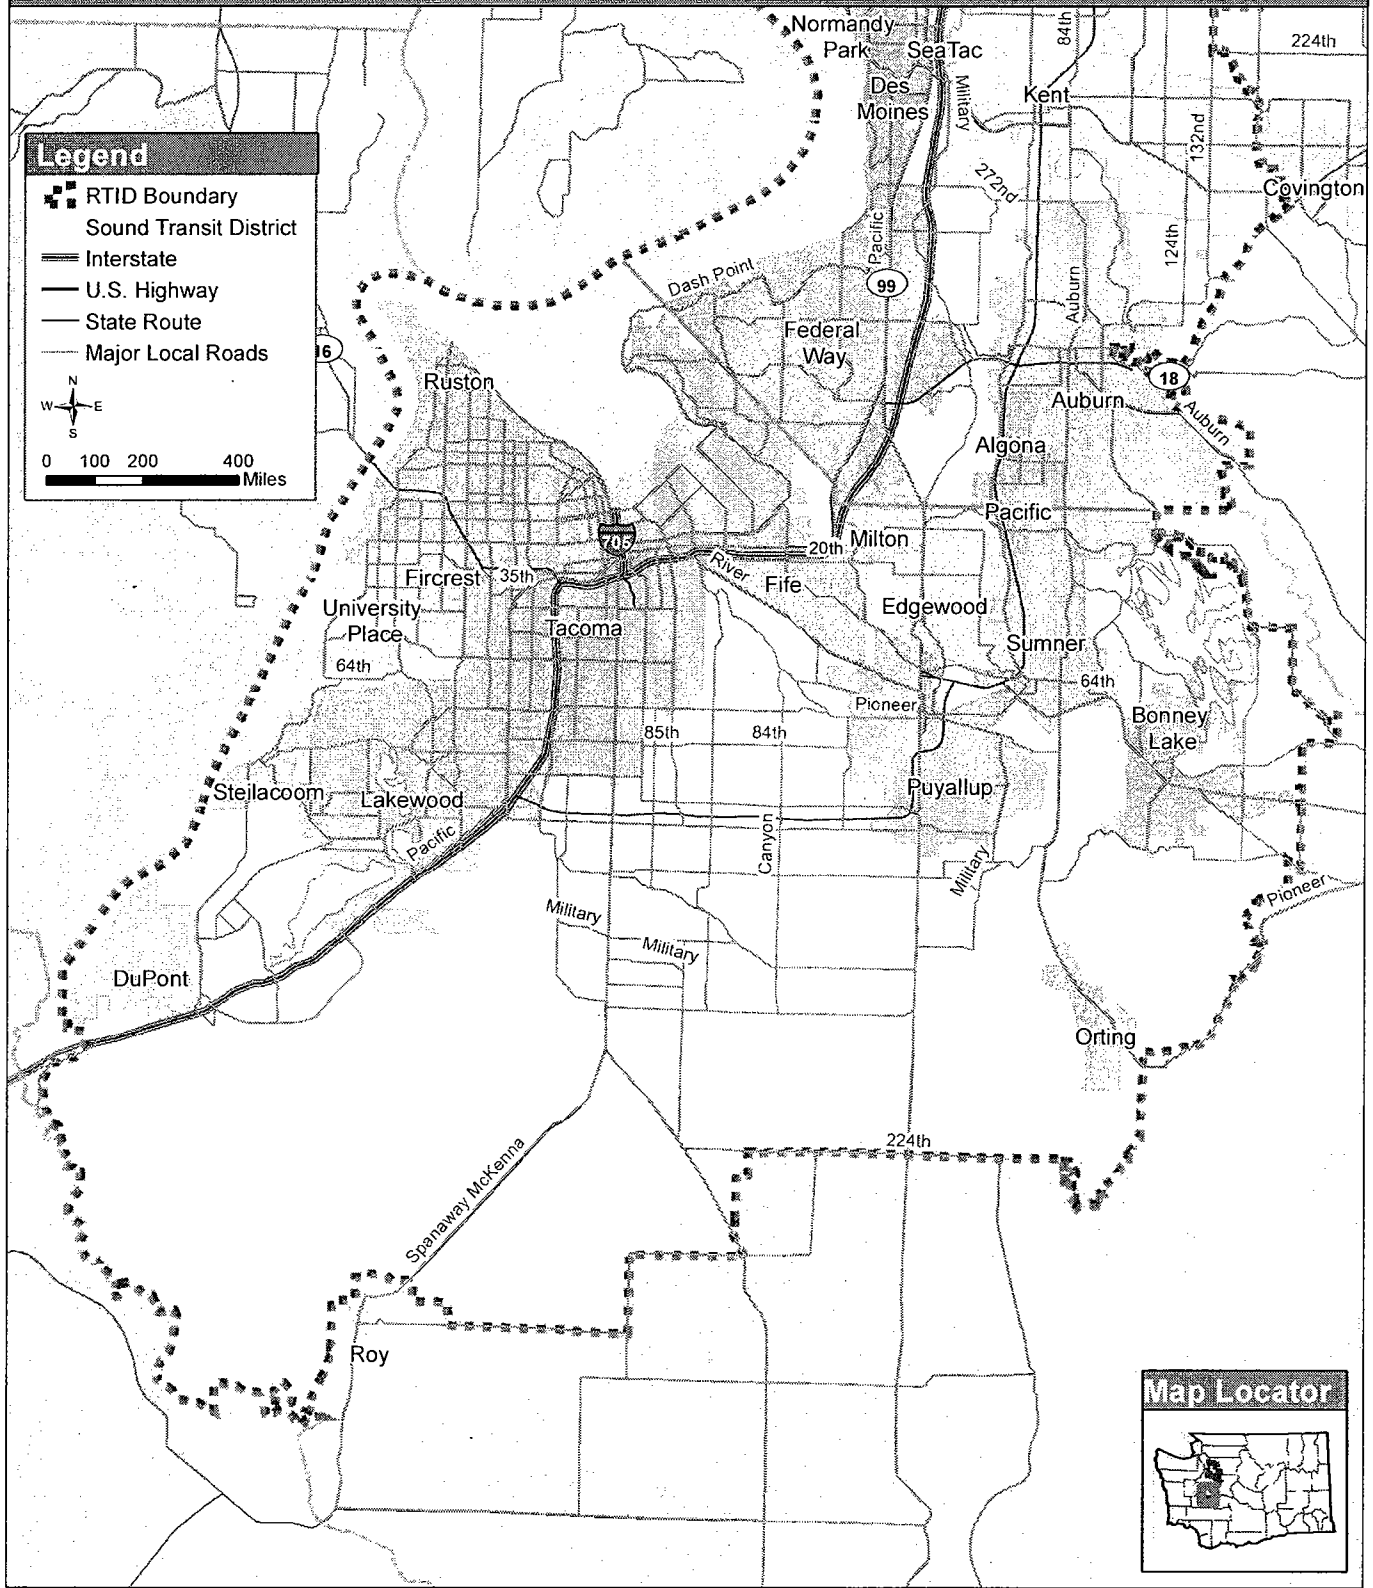 Normandy
Park
SeaTac
84th
224th
Des
Moines
Military
Kent
132nd
Legend
RTID Boundary
Sound Transit District
Interstate
U.S. Highway
State Route
Major Local Roads
N
W
E
S
0 100 200 400
Miles
16
272nd
Covington
Pacific
124th
Dash Point
99
Auburn
Federal
Way
Ruston
18
Auburn
Auburn
Algona
Pacific
705
20th
Milton
River
Fircrest
35th
Fife
University
Place
Edgewood
Tacoma
Sumner
64th
64th
Pioneer
Bonney
Lake
85th
84th
Steilacoom
Lakewood
Puyallup
Pacific
Canyon
Military
Pioneer
Military
Military
DuPont
Orting
224th
Spanaway McKenna
Roy
Map Locator